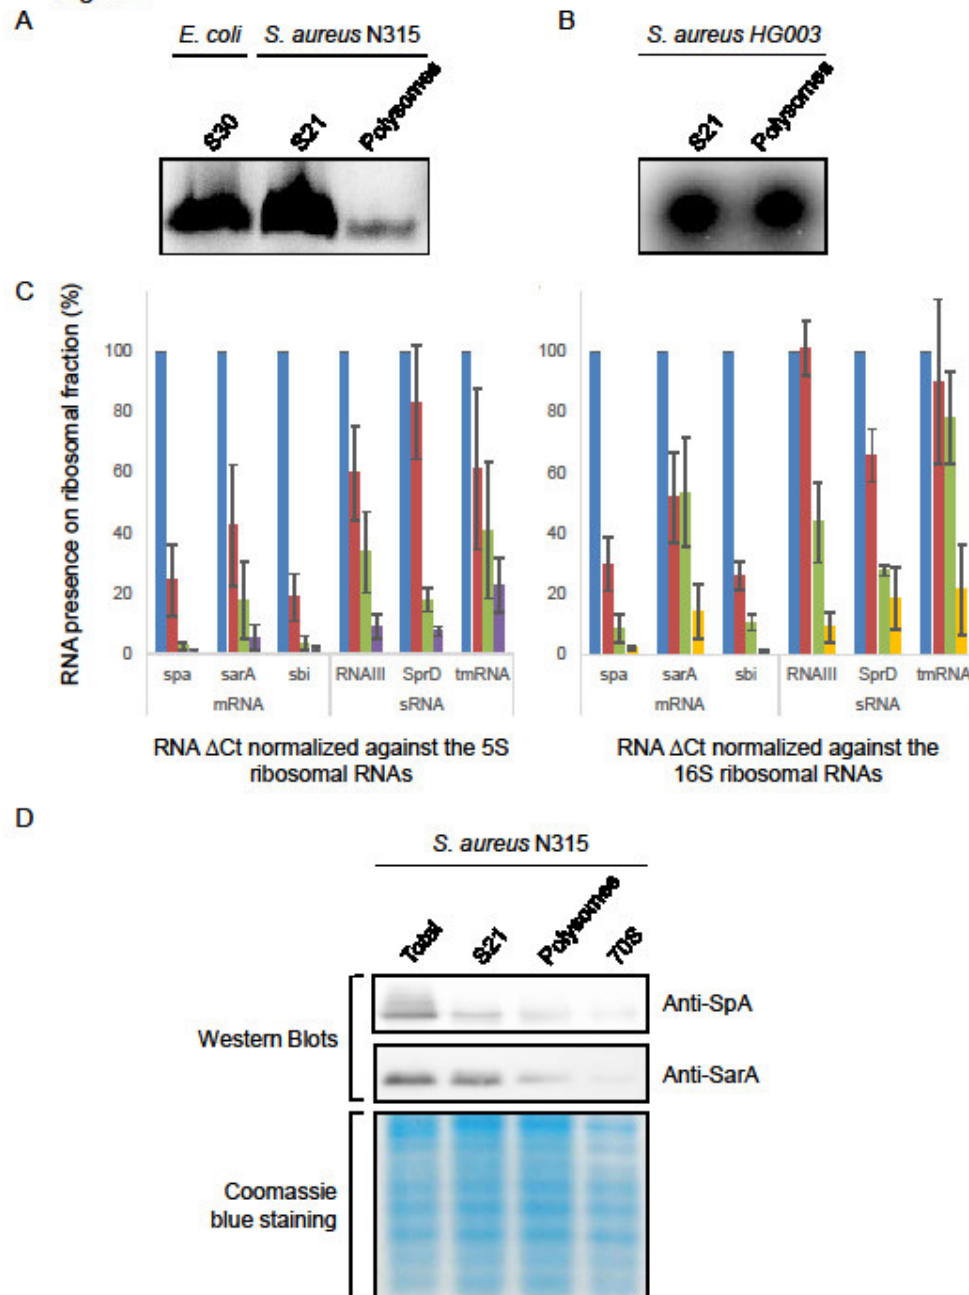 A
E. coli S. aureus N315
S30 S21 Polysomes
B
S. aureus HG003
S21 Polysomes
C
RNA presence on ribosomal fraction (%)
100
80
60
40
20
0
spa sarA sbi RNAIII SprD tmRNA
mRNA sRNA
RNA ΔCt normalized against the 5S
ribosomal RNAs
100
80
60
40
20
0
spa sarA sbi RNAIII SprD tmRNA
mRNA sRNA
RNA ΔCt normalized against the
16S ribosomal RNAs
D
S. aureus N315
Total S21 Polysomes 70S
Western Blots
Anti-SpA
Anti-SarA
Coomassie
blue staining